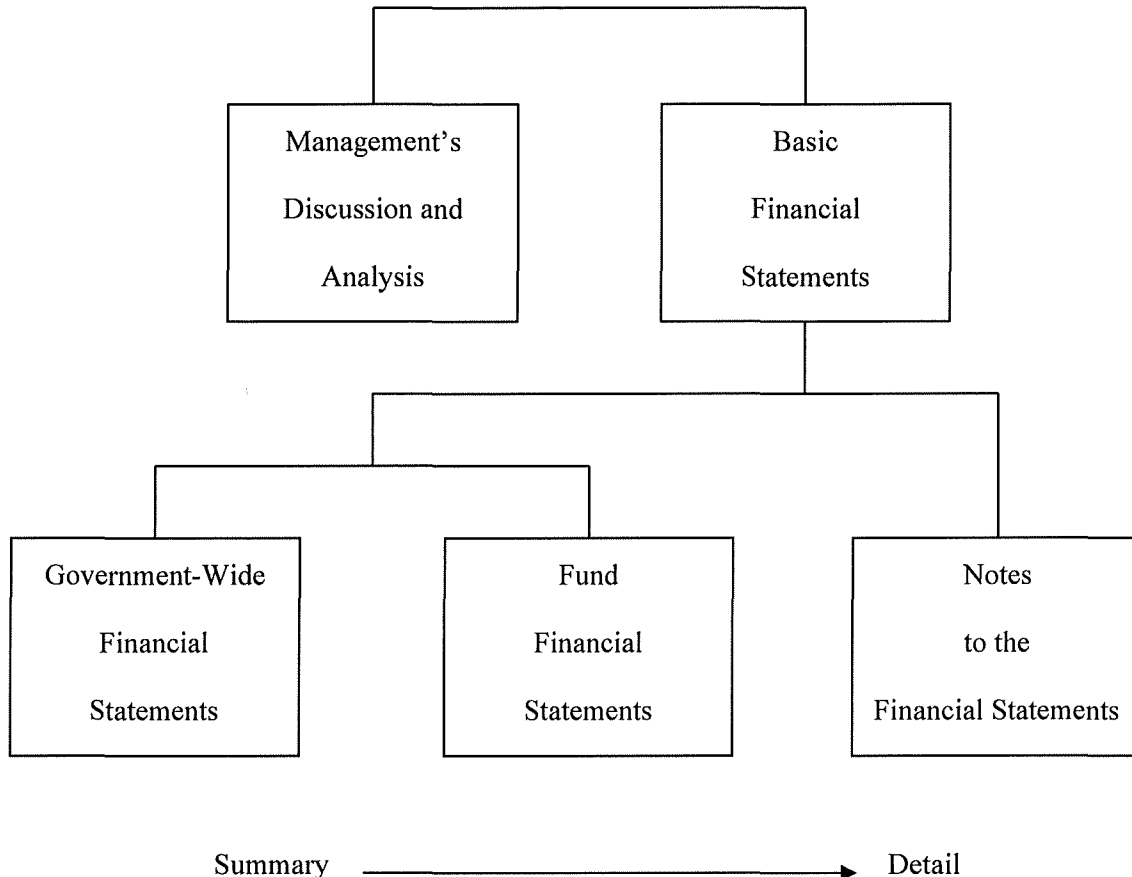 Management’s
Discussion and
Analysis
Basic
Financial
Statements
Government-Wide
Financial
Statements
Fund
Financial
Statements
Notes
to the
Financial Statements
Summary
Detail